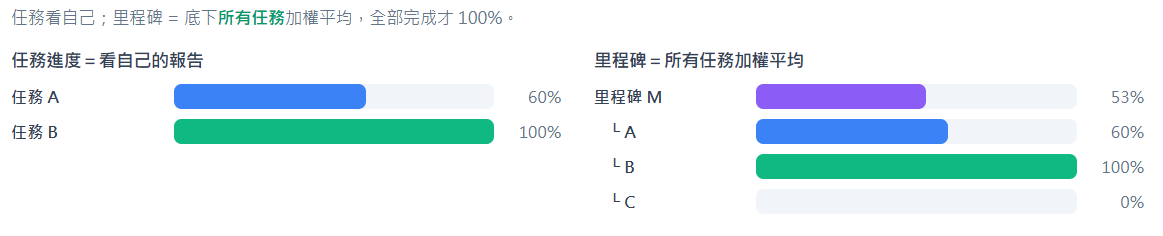 任務看自己；里程碑 = 底下所有任務加權平均，全部完成才 100%。
任務進度 = 看自己的報告
任務 A 60%
任務 B 100%
里程碑 = 所有任務加權平均
里程碑 M 53%
└ A 60%
└ B 100%
└ C 0%